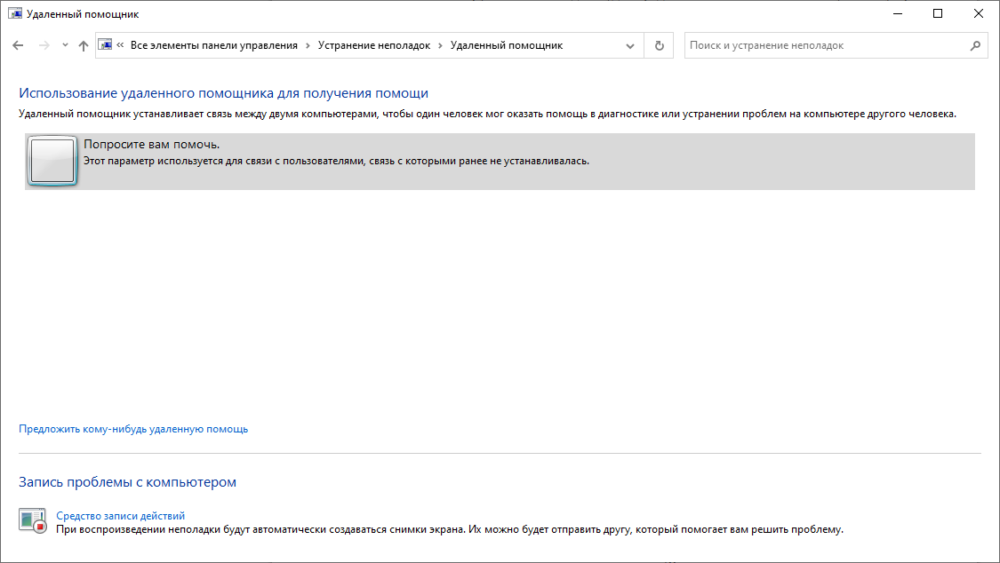 Удаленный помощник
« Все элементы панели управления › Устранение неполадок › Удаленный помощник
Поиск и устранение неполадок
Использование удаленного помощника для получения помощи
Удаленный помощник устанавливает связь между двумя компьютерами, чтобы один человек мог оказать помощь в диагностике или устранении проблем на компьютере другого человека.
Попросите вам помочь.
Этот параметр используется для связи с пользователями, связь с которыми ранее не устанавливалась.
Предложить кому-нибудь удаленную помощь
Запись проблемы с компьютером
Средство записи действий
При воспроизведении неполадки будут автоматически создаваться снимки экрана. Их можно будет отправить другу, который помогает вам решить проблему.